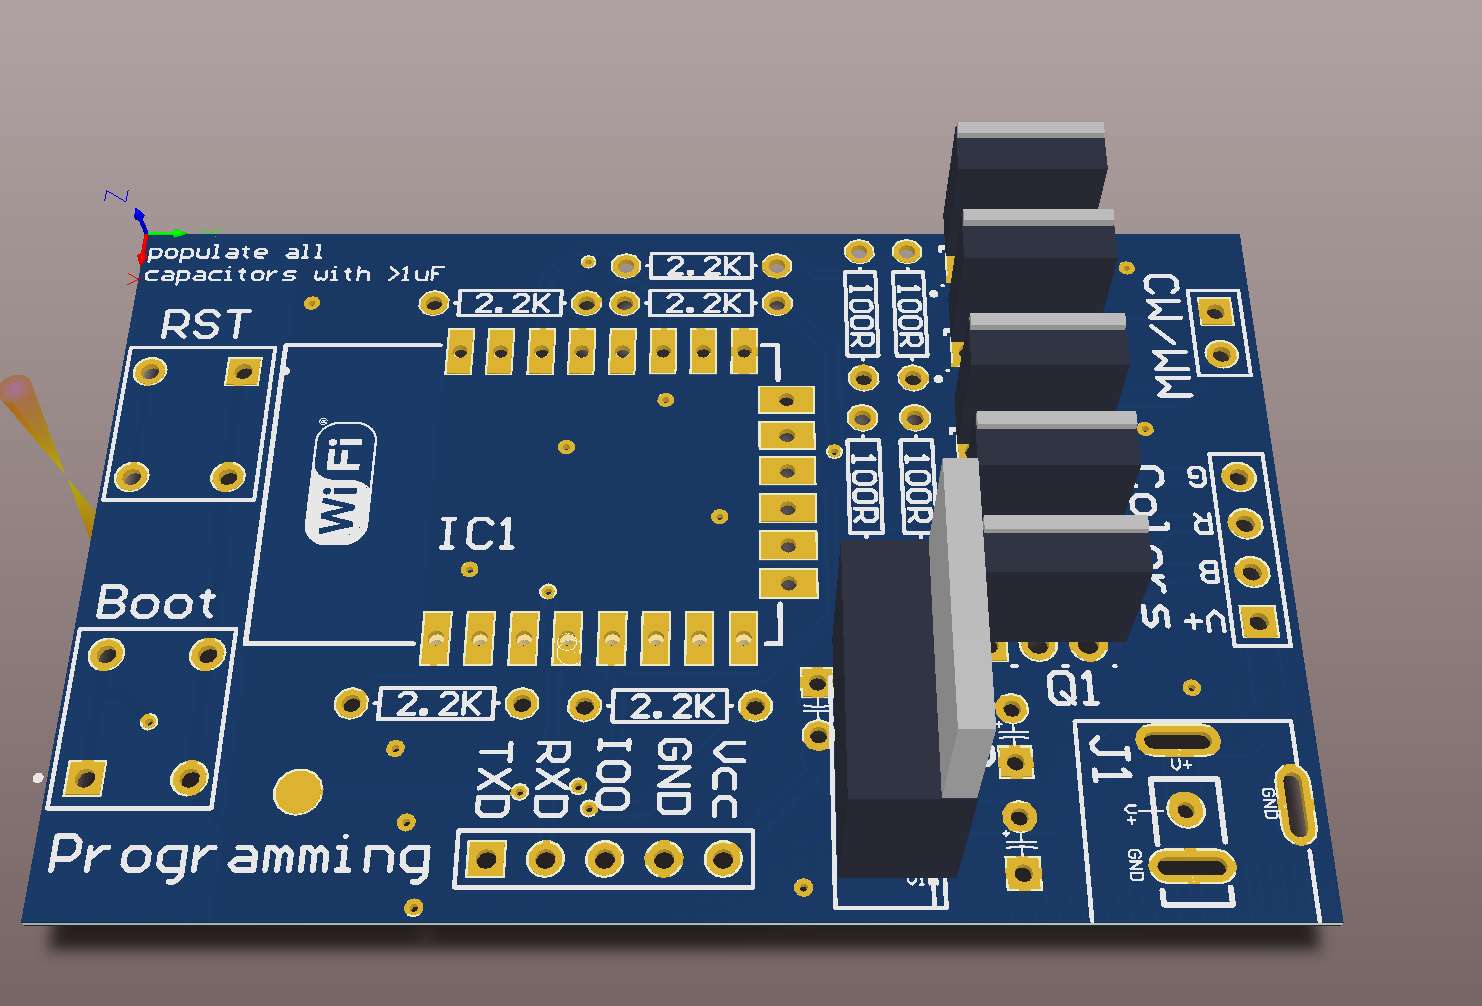 Z
populate all
capacitors with >1uF
RST
2.2K
2.2K
2.2K
100R
100R
CW/WW
WiFi
®
IC1
100R
100R
Colors
G
R
B
V+
Boot
2.2K
2.2K
Q1
TXD
RXD
IO0
GND
VCC
J1
V+
V+
GND
GND
Programming